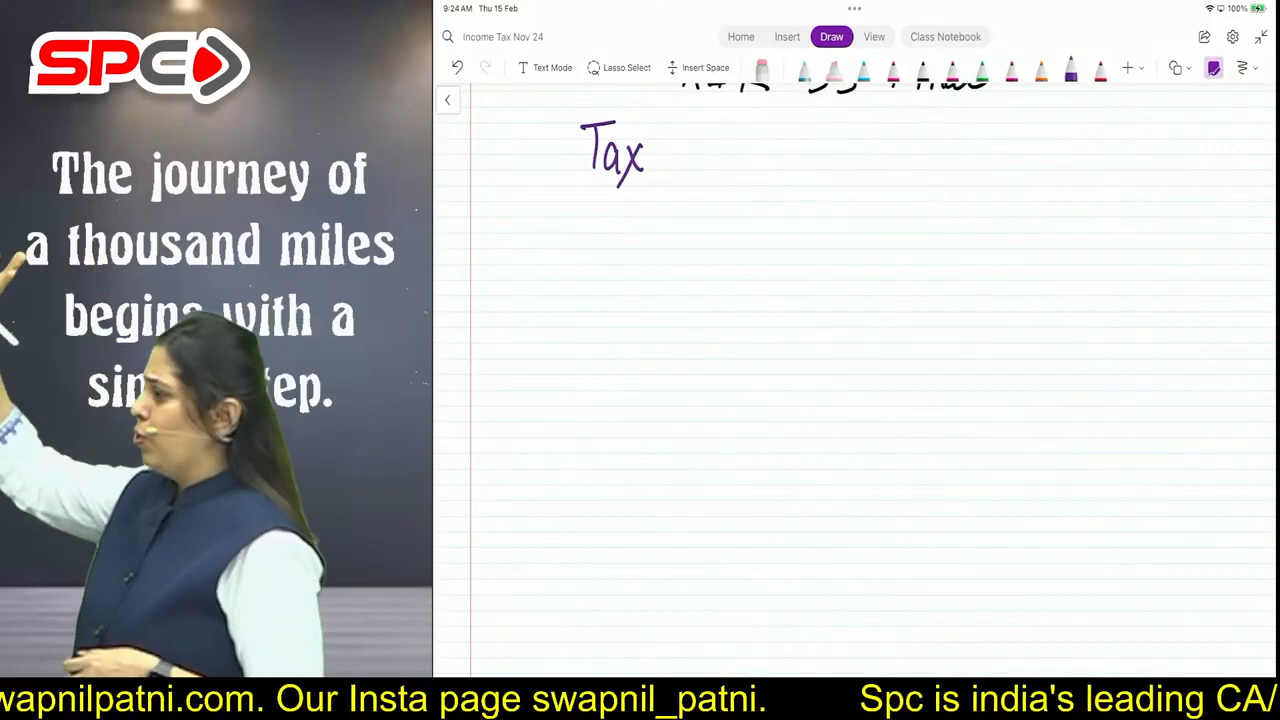 9:24 AM Thu 15 Feb
100%
SPC
The journey of
a thousand miles
begins with a
Income Tax Nov 24
Home Insert Draw View Class Notebook
Text Mode Lasso Select Insert Space
Tax
wapnilpatni.com. Our Insta page swapnil_patni. Spc is india's leading CA/